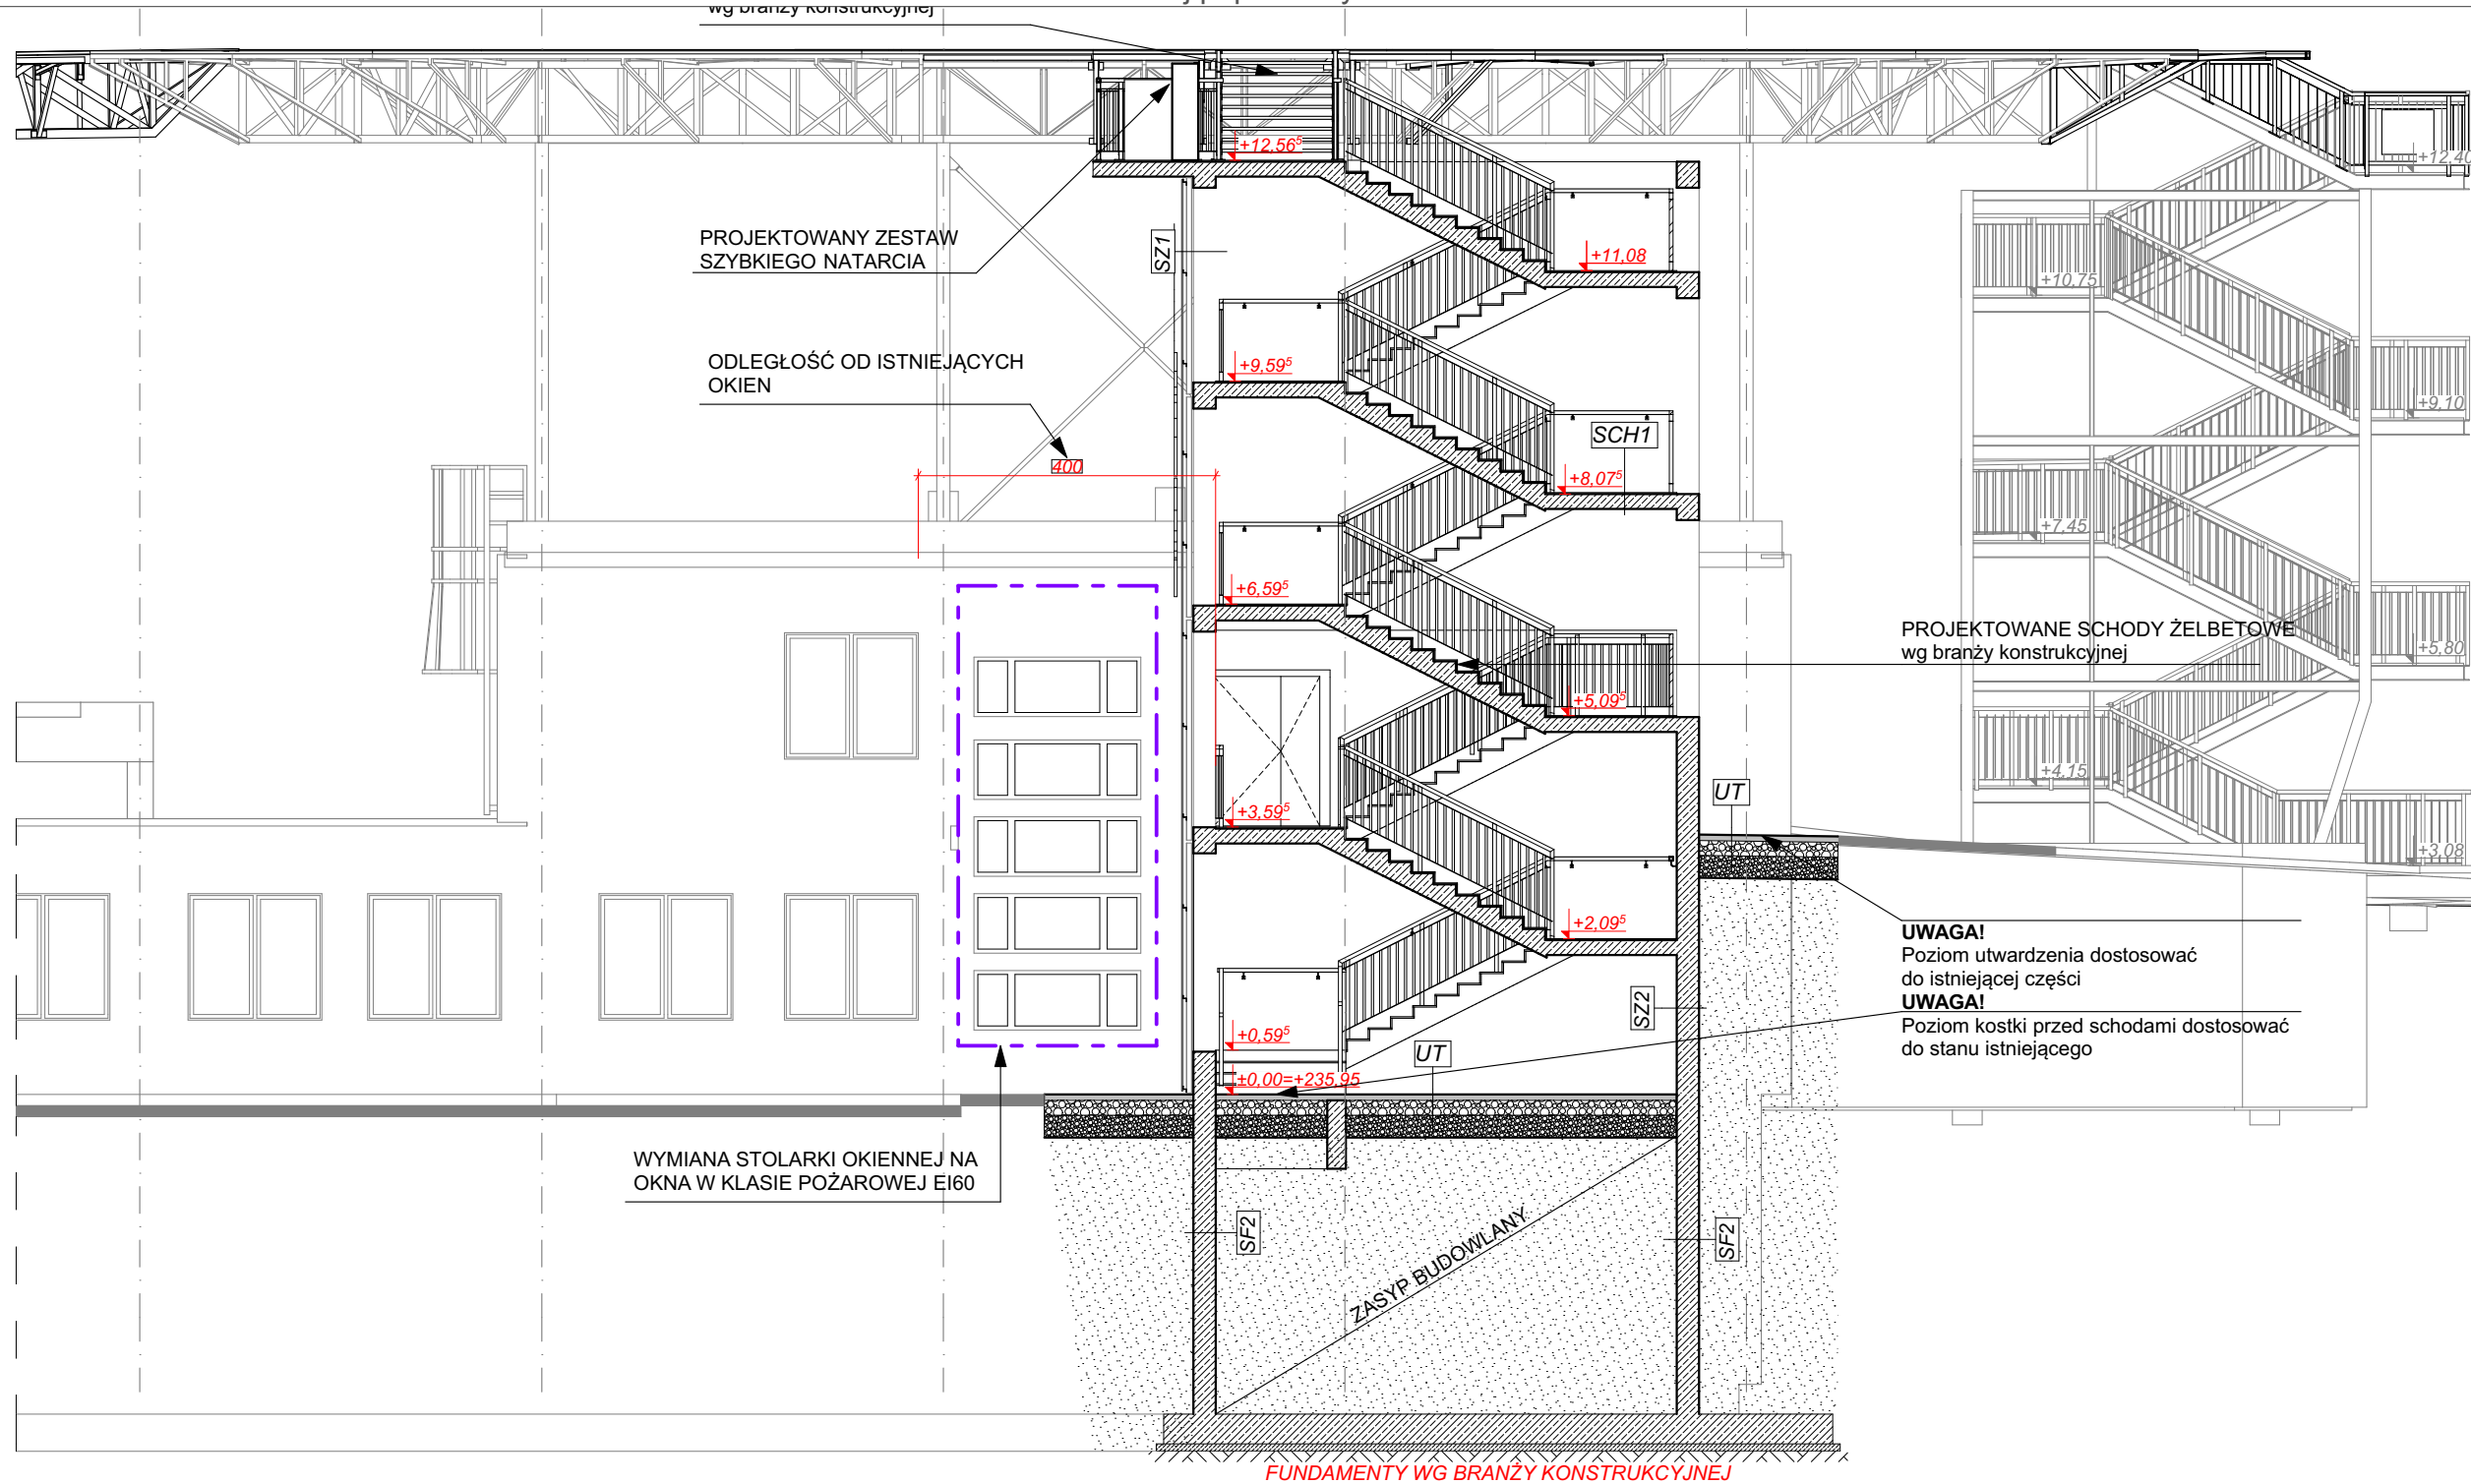 wg branży konstrukcyjnej
+12,56⁵
+12,40
PROJEKTOWANY ZESTAW
SZYBKIEGO NATARCIA
SZ1
+11,08
+10,75
ODLEGŁOŚĆ OD ISTNIEJĄCYCH
OKIEN
+9,59⁵
+9,10
SCH1
400
+8,07⁵
+7,45
+6,59⁵
PROJEKTOWANE SCHODY ŻELBETOWE
wg branży konstrukcyjnej
+5,80
+5,09⁵
+4,15
UT
+3,59⁵
+3,08
+2,09⁵
UWAGA!
Poziom utwardzenia dostosować
do istniejącej części
UWAGA!
Poziom kostki przed schodami dostosować
do stanu istniejącego
SZ2
+0,59⁵
UT
±0,00=+235,95
WYMIANA STOLARKI OKIENNEJ NA
OKNA W KLASIE POŻAROWEJ EI60
SF2
SF2
ZASYP BUDOWLANY
FUNDAMENTY WG BRANŻY KONSTRUKCYJNEJ